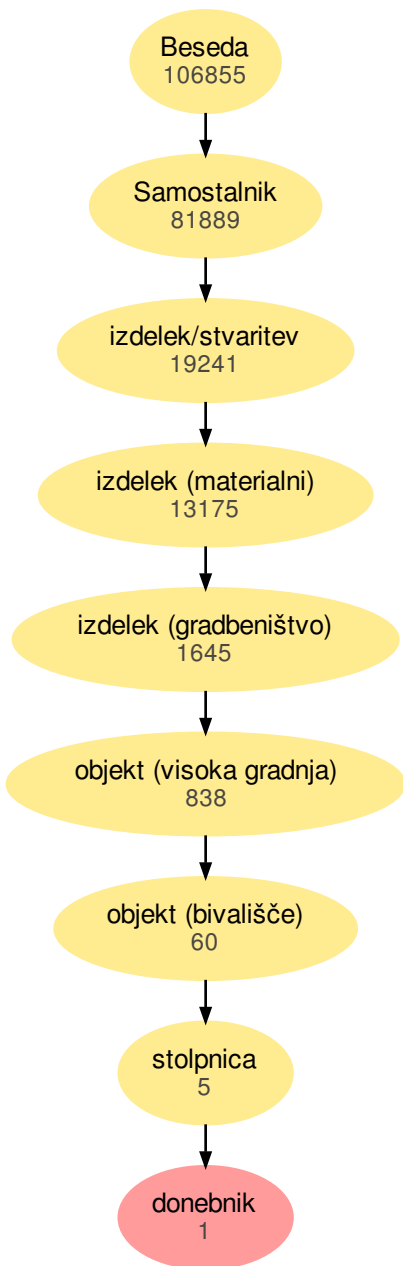 Beseda
106855
Samostalnik
81889
izdelek/stvaritev
19241
izdelek (materialni)
13175
izdelek (gradbeništvo)
1645
objekt (visoka gradnja)
838
objekt (bivališče)
60
stolpnica
5
donebnik
1